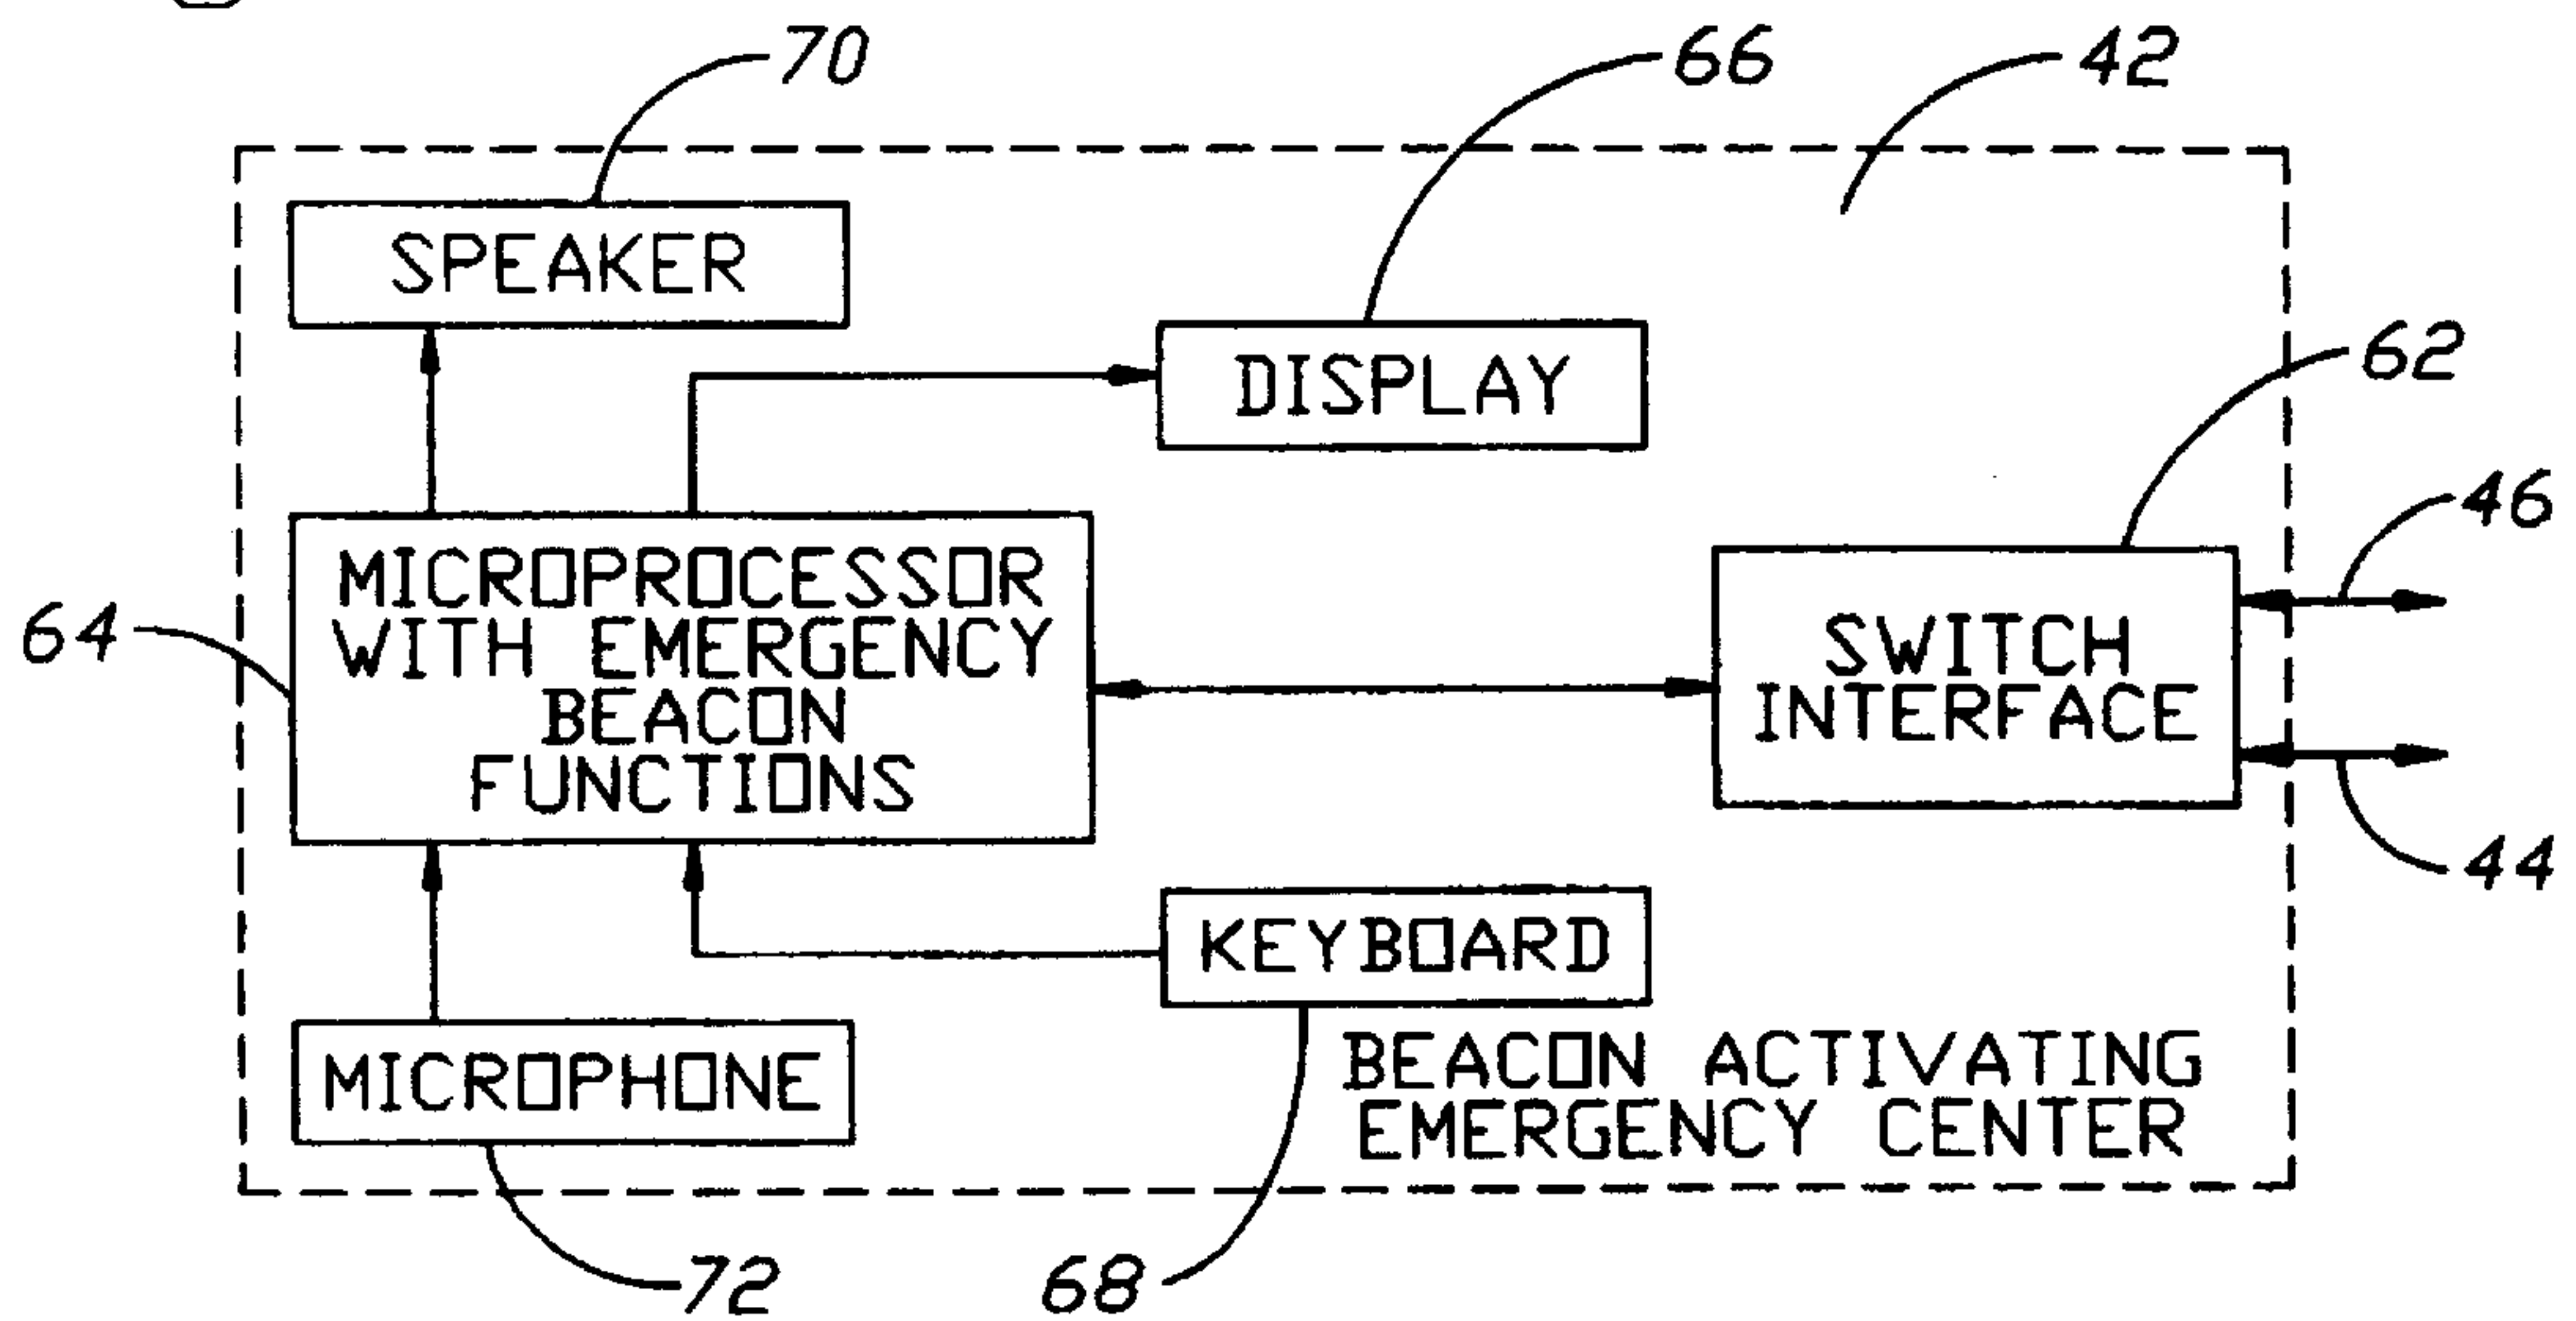 70
66
42
SPEAKER
62
DISPLAY
46
MICROPROCESSOR
WITH EMERGENCY
BEACON
FUNCTIONS
64
SWITCH
INTERFACE
44
KEYBOARD
MICROPHONE
BEACON ACTIVATING
EMERGENCY CENTER
72
68